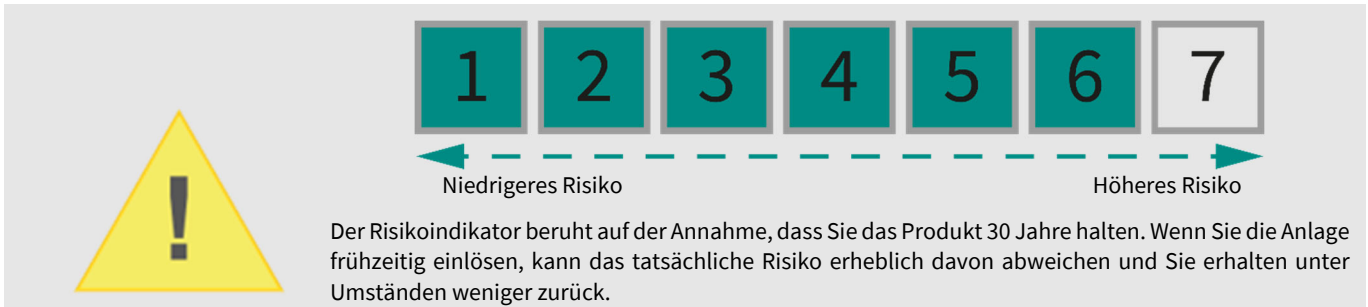 1 2 3 4 5 6 7
Niedrigeres Risiko Höheres Risiko
!
Der Risikoindikator beruht auf der Annahme, dass Sie das Produkt 30 Jahre halten. Wenn Sie die Anlage
frühzeitig einlösen, kann das tatsächliche Risiko erheblich davon abweichen und Sie erhalten unter
Umständen weniger zurück.